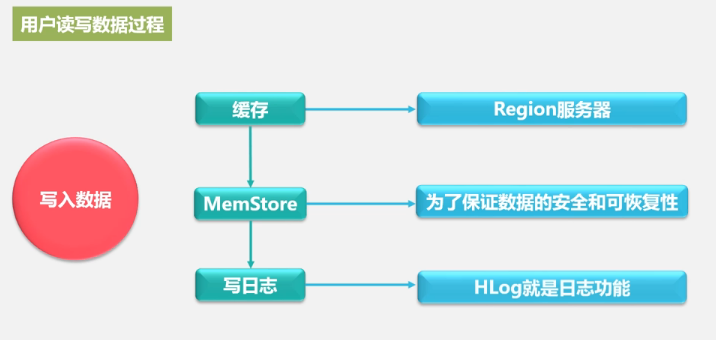 用户读写数据过程
缓存
Region服务器
写入数据
MemStore
为了保证数据的安全和可恢复性
写日志
HLog就是日志功能